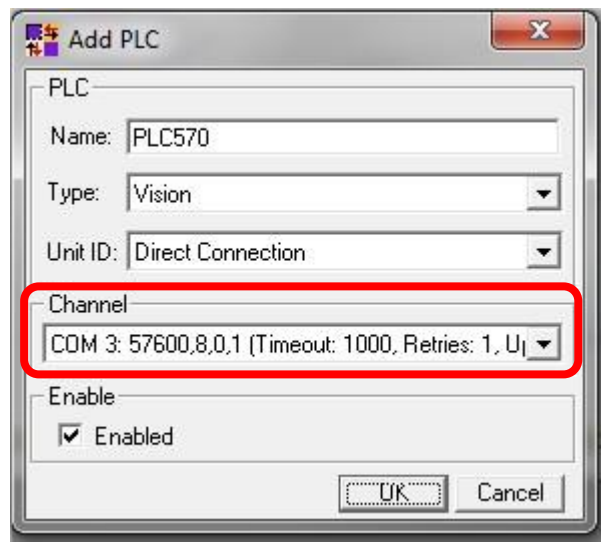 Add PLC
PLC
Name: PLC570
Type: Vision
Unit ID: Direct Connection
Channel
COM 3: 57600,8,0,1 (Timeout: 1000, Retries: 1, U
Enable
Enabled
OK Cancel